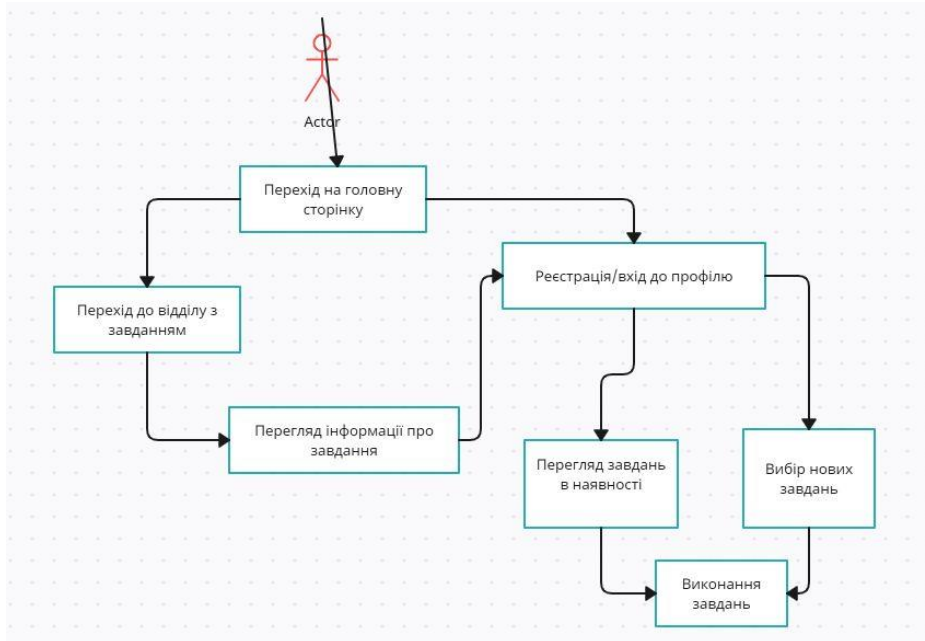 Actor
Перехід на головну
сторінку
Реєстрація/вхід до профілю
Перехід до відділу з
завданням
Перегляд інформації про
завдання
Перегляд завдань
в наявності
Вибір нових
завдань
Виконання
завдань